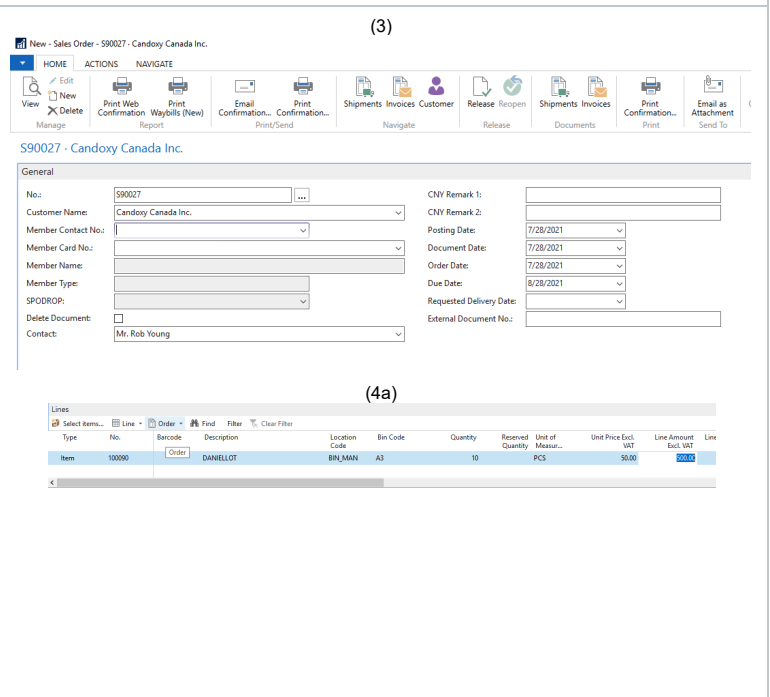 (3)
New - Sales Order - S90027 · Candoxy Canada Inc.
HOME ACTIONS NAVIGATE
View Edit New Delete Print Web Confirmation Print Waybills (New) Email Confirmation... Print Confirmation... Shipments Invoices Customer Release Reopen Shipments Invoices Print Confirmation... Email as Attachment
Manage Report Print/Send Navigate Release Documents Print Send To
S90027 · Candoxy Canada Inc.
General
No.: S90027 ... CNY Remark 1:
Customer Name: Candoxy Canada Inc. CNY Remark 2:
Member Contact No.: Posting Date: 7/28/2021
Member Card No.: Document Date: 7/28/2021
Member Name: Order Date: 7/28/2021
Member Type: Due Date: 8/28/2021
SPODROP: Requested Delivery Date:
Delete Document: External Document No.:
Contact: Mr. Rob Young
(4a)
Lines
Select items... Line Order Find Filter Clear Filter
Type No. Barcode Description Location Code Bin Code Quantity Reserved Quantity Unit of Measur... Unit Price Excl. VAT Line Amount Excl. VAT Line
Order
Item 100090 DANIELLOT BIN_MAN A3 10 PCS 50.00 500.00